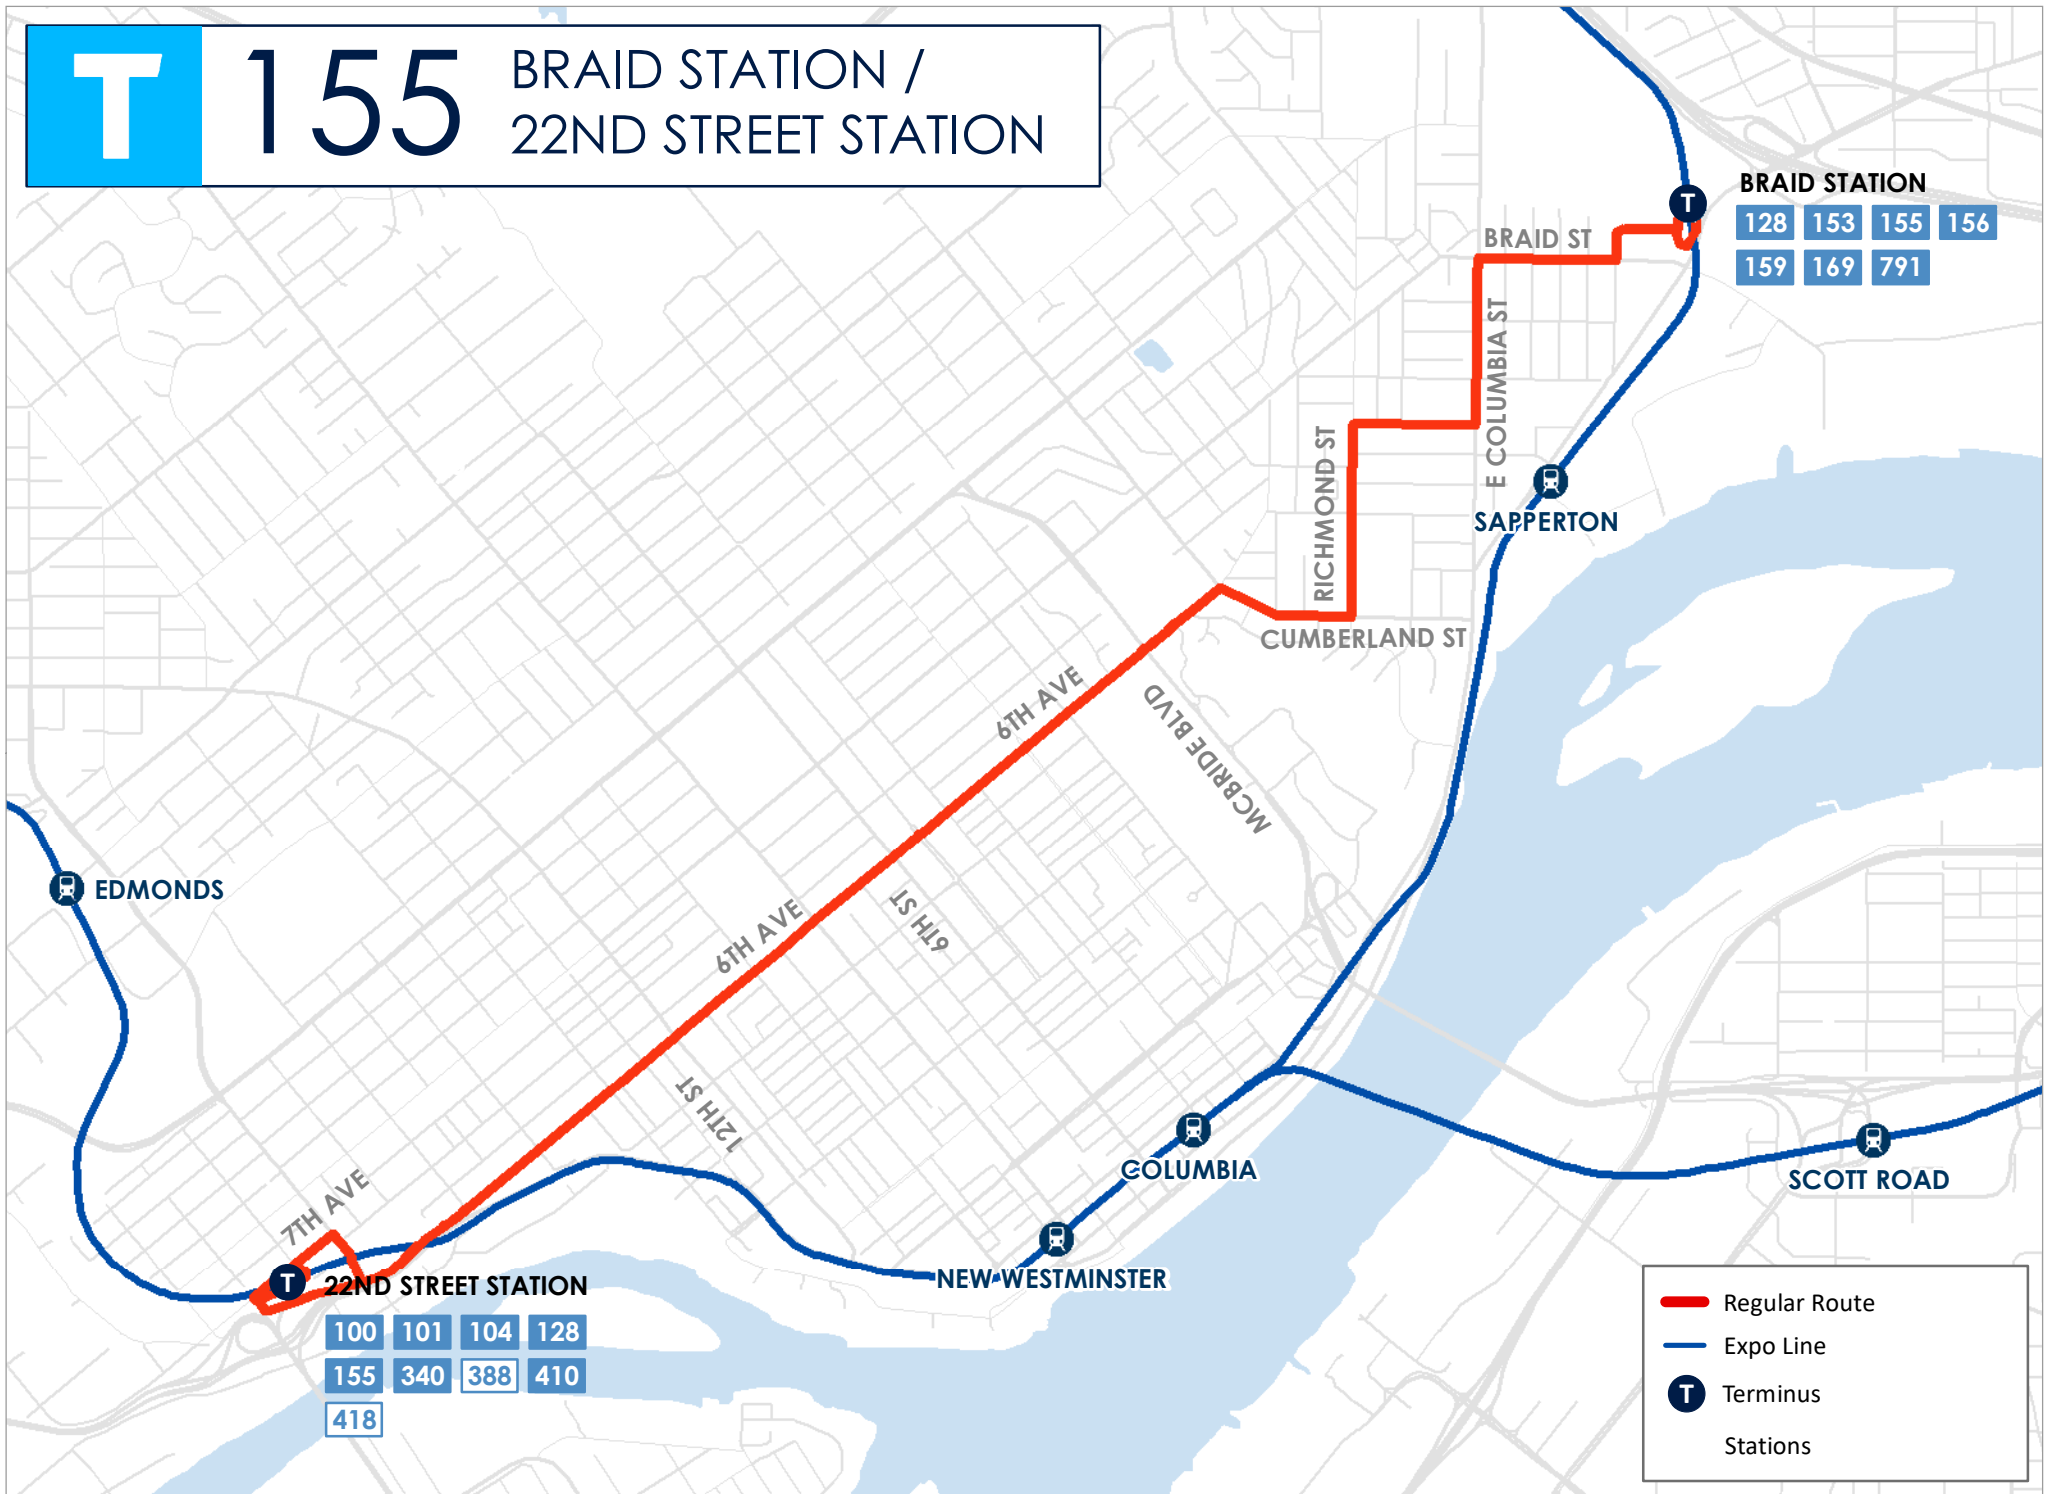 T 155 BRAID STATION /
22ND STREET STATION
T
BRAID STATION
128 153 155 156
159 169 791
BRAID ST
E COLUMBIA ST
RICHMOND ST
SAPPERTON
CUMBERLAND ST
6TH AVE
MCBRIDE BLVD
EDMONDS
6TH AVE
6TH ST
12TH ST
COLUMBIA
SCOTT ROAD
7TH AVE
NEW WESTMINSTER
T
22ND STREET STATION
100 101 104 128
155 340 388 410
418
Regular Route
Expo Line
T Terminus
Stations